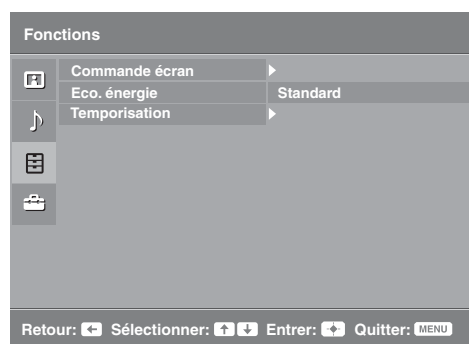 Fonctions
Commande écran
Eco. énergie Standard
Temporisation
Retour: Sélectionner: Entrer: Quitter: MENU